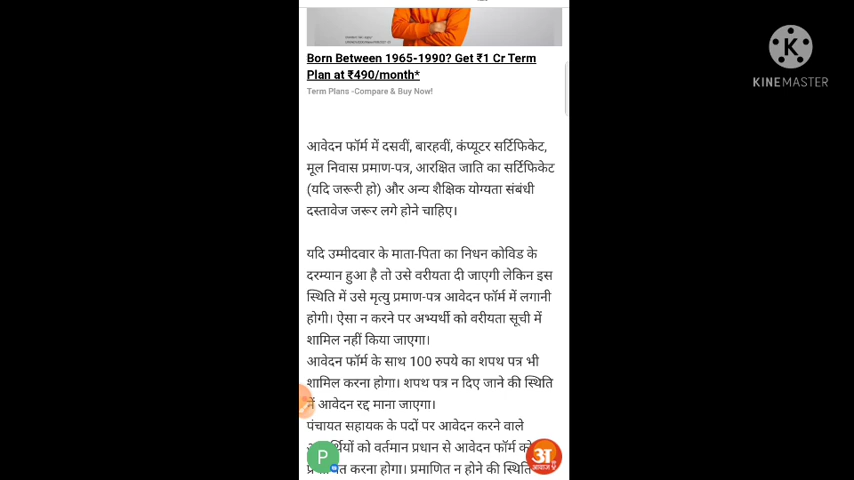 Born Between 1965-1990? Get ₹1 Cr Term
Plan at ₹490/month*
Term Plans -Compare & Buy Now!
K
KINEMASTER
आवेदन फॉर्म में दसवीं, बारहवीं, कंप्यूटर सर्टिफिकेट,
मूल निवास प्रमाण-पत्र, आरक्षित जाति का सर्टिफिकेट
(यदि जरूरी हो) और अन्य शैक्षिक योग्यता संबंधी
दस्तावेज जरूर लगे होने चाहिए।
यदि उम्मीदवार के माता-पिता का निधन कोविड के
दरम्यान हुआ है तो उसे वरीयता दी जाएगी लेकिन इस
स्थिति में उसे मृत्यु प्रमाण-पत्र आवेदन फॉर्म में लगानी
होगी। ऐसा न करने पर अभ्यर्थी को वरीयता सूची में
शामिल नहीं किया जाएगा।
आवेदन फॉर्म के साथ 100 रुपये का शपथ पत्र भी
शामिल करना होगा। शपथ पत्र न दिए जाने की स्थिति
में आवेदन रद्द माना जाएगा।
पंचायत सहायक के पदों पर आवेदन करने वाले
को वर्तमान प्रधान से आवेदन फॉर्म को
करना होगा। प्रमाणित न होने की स्थिति
P
अ
आवाज